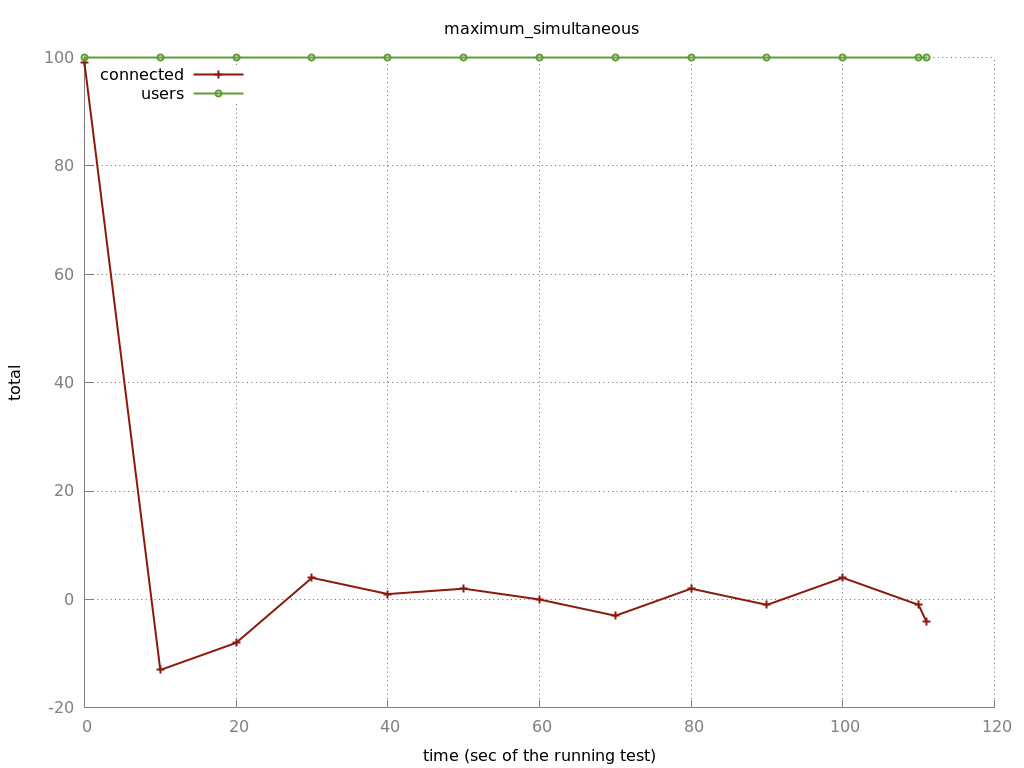 maximum_simultaneous
100
80
60
40
20
0
-20
connected
users
total
0 20 40 60 80 100 120
time (sec of the running test)